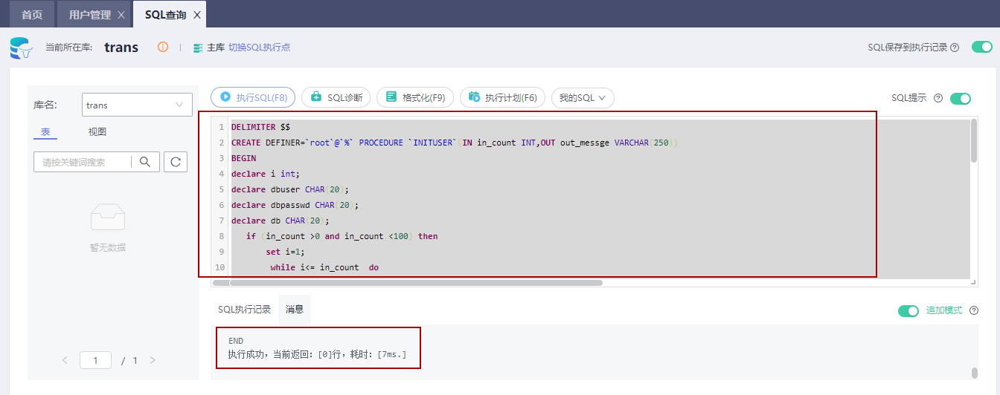 首页 用户管理 X SQL查询 X
当前所在库: trans 主库 切换SQL执行点 SQL保存到执行记录 ?
库名: trans
执行SQL(F8) SQL诊断 格式化(F9) 执行计划(F6) 我的SQL SQL提示 ?
表 视图
请按关键词搜索
暂无数据
< 1 / 1 >
1 DELIMITER $$
2 CREATE DEFINER=`root`@`%` PROCEDURE `INITUSER`(IN in_count INT,OUT out_messge VARCHAR(250))
3 BEGIN
4 declare i int;
5 declare dbuser CHAR(20);
6 declare dbpasswd CHAR(20);
7 declare db CHAR(20);
8 if (in_count >0 and in_count <100) then
9 set i=1;
10 while i<= in_count do
SQL执行记录 消息 追加模式 ?
END
执行成功，当前返回：[0]行，耗时：[7ms.]